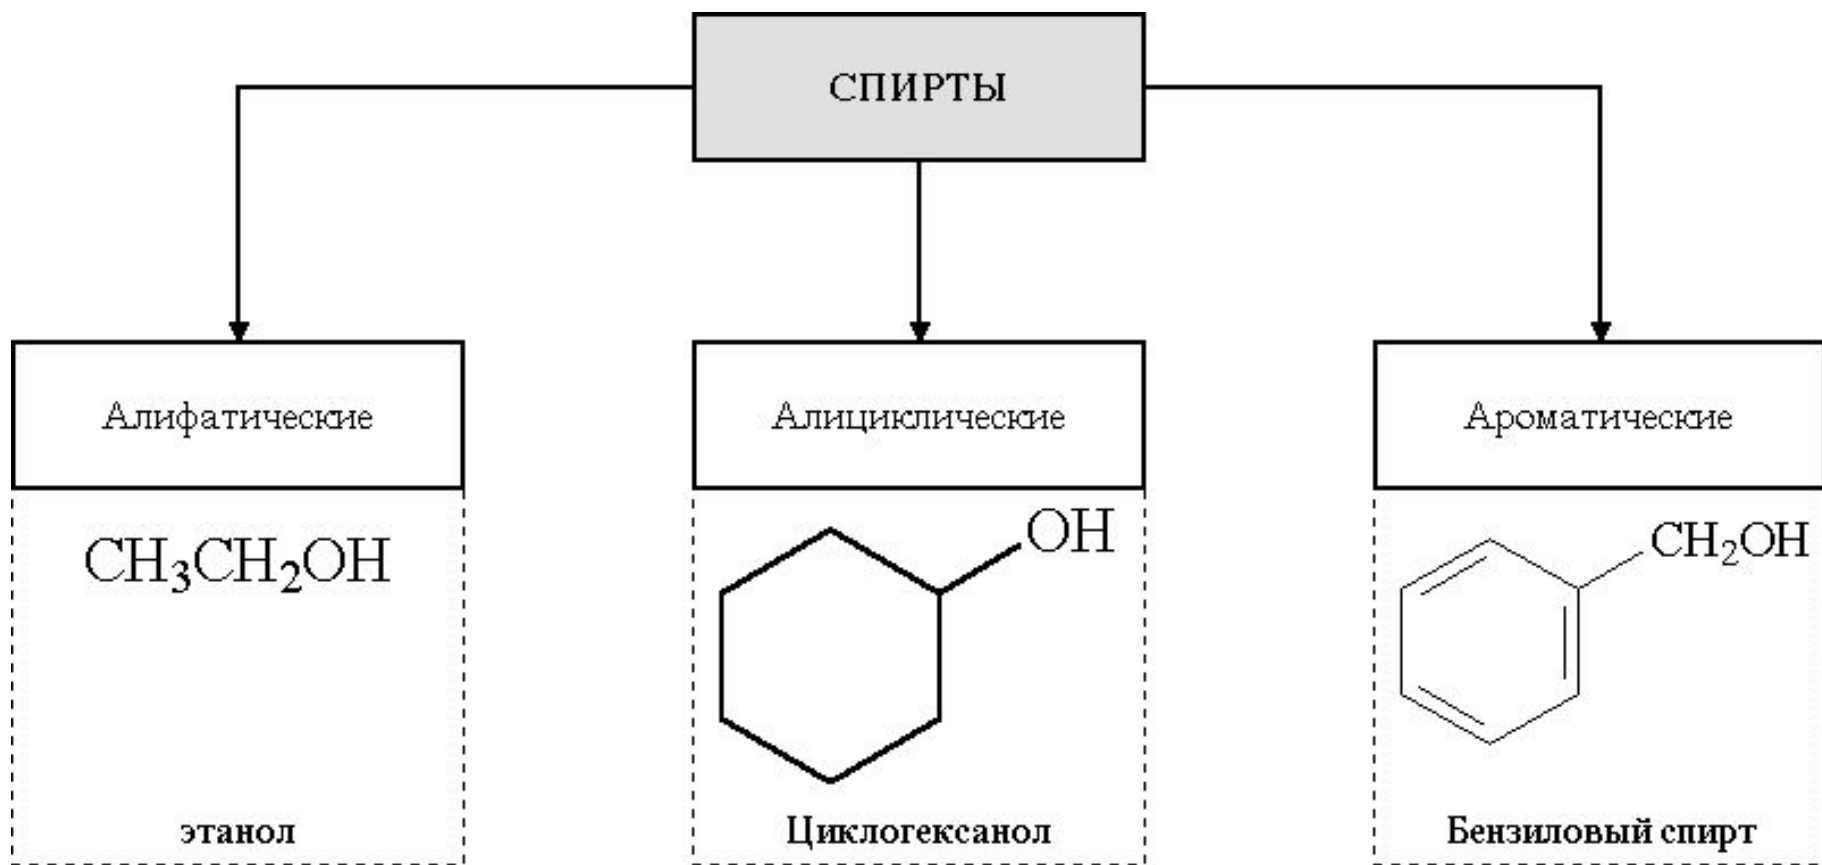 СПИРТЫ
Алифатические
Алициклические
Ароматические
CH₃CH₂OH
OH
CH₂OH
этанол
Циклогексанол
Бензиловый спирт